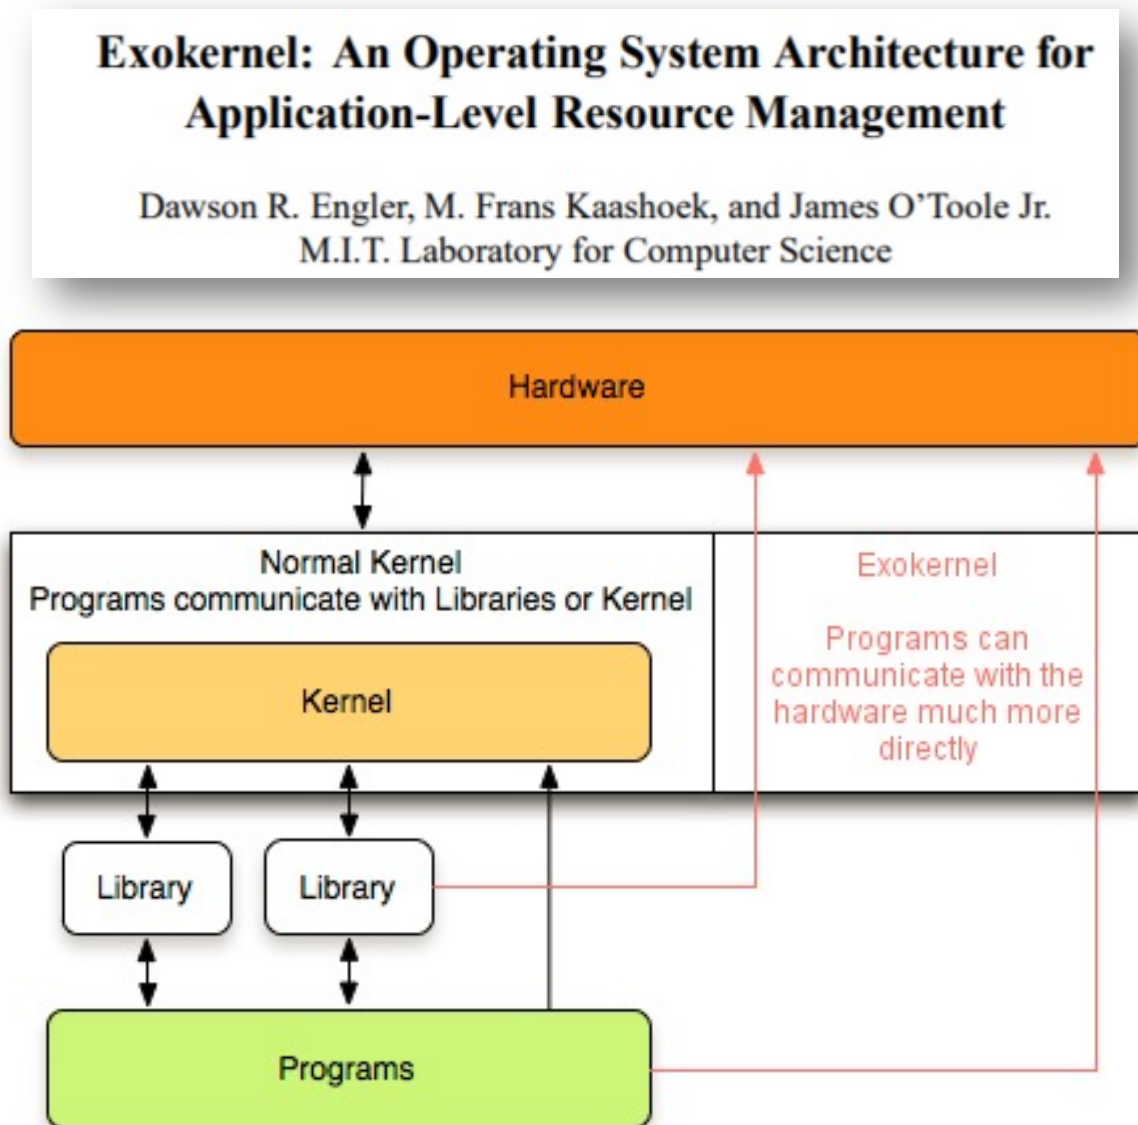 Exokernel: An Operating System Architecture for
Application-Level Resource Management
Dawson R. Engler, M. Frans Kaashoek, and James O'Toole Jr.
M.I.T. Laboratory for Computer Science
Hardware
Normal Kernel
Programs communicate with Libraries or Kernel
Kernel
Exokernel
Programs can
communicate with the
hardware much more
directly
Library
Library
Programs